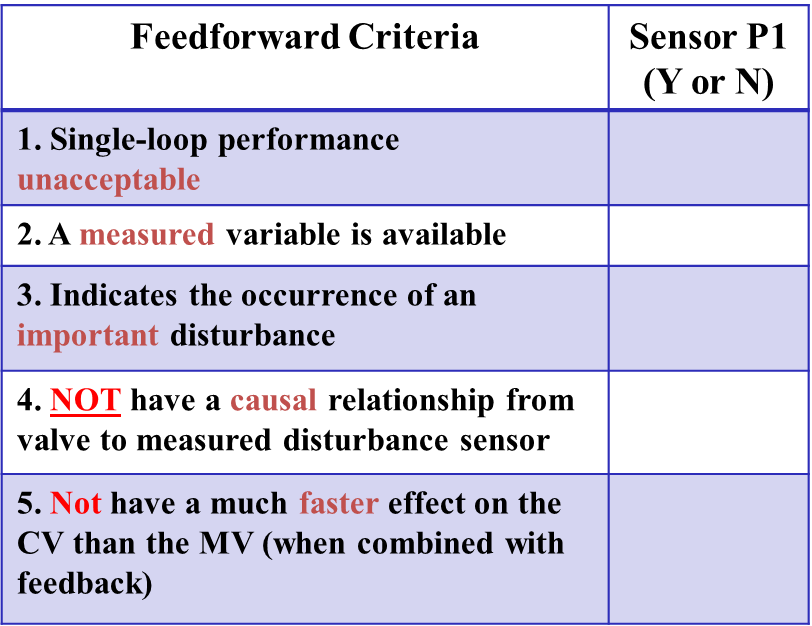 Feedforward Criteria
Sensor P1
(Y or N)
1. Single-loop performance
unacceptable
2. A measured variable is available
3. Indicates the occurrence of an
important disturbance
4. NOT have a causal relationship from
valve to measured disturbance sensor
5. Not have a much faster effect on the
CV than the MV (when combined with
feedback)